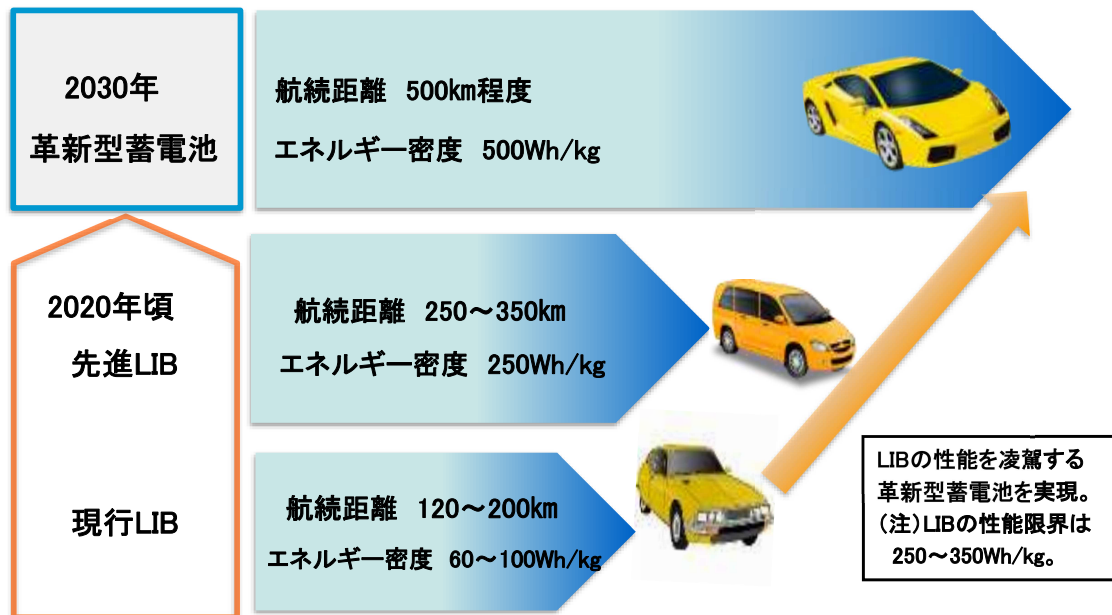 2030年
革新型蓄電池
航続距離 500km程度
エネルギー密度 500Wh/kg
2020年頃
先進LIB
航続距離 250～350km
エネルギー密度 250Wh/kg
現行LIB
航続距離 120～200km
エネルギー密度 60～100Wh/kg
LIBの性能を凌駕する
革新型蓄電池を実現。
（注）LIBの性能限界は
250～350Wh/kg。